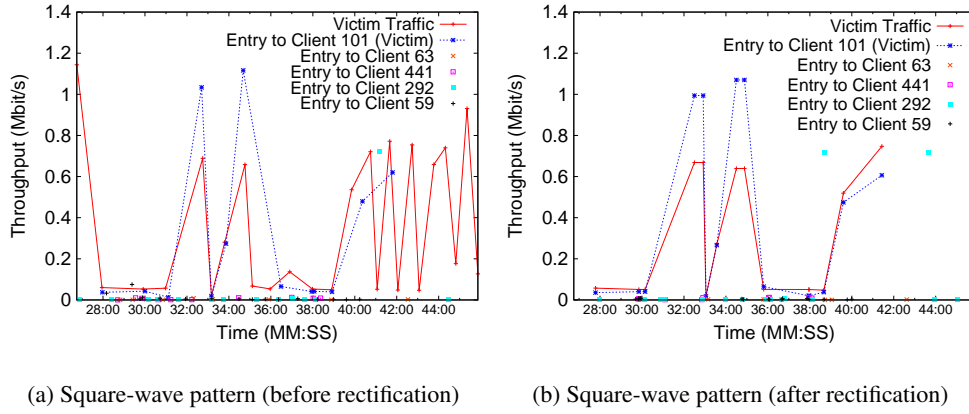 1.4
1.2
1
0.8
0.6
0.4
0.2
0
Throughput (Mbit/s)
Victim Traffic
Entry to Client 101 (Victim)
Entry to Client 63
Entry to Client 441
Entry to Client 292
Entry to Client 59
28:00 30:00 32:00 34:00 36:00 38:00 40:00 42:00 44:00
Time (MM:SS)
(a) Square-wave pattern (before rectification)
1.4
1.2
1
0.8
0.6
0.4
0.2
0
Throughput (Mbit/s)
Victim Traffic
Entry to Client 101 (Victim)
Entry to Client 63
Entry to Client 441
Entry to Client 292
Entry to Client 59
28:00 30:00 32:00 34:00 36:00 38:00 40:00 42:00 44:00
Time (MM:SS)
(b) Square-wave pattern (after rectification)